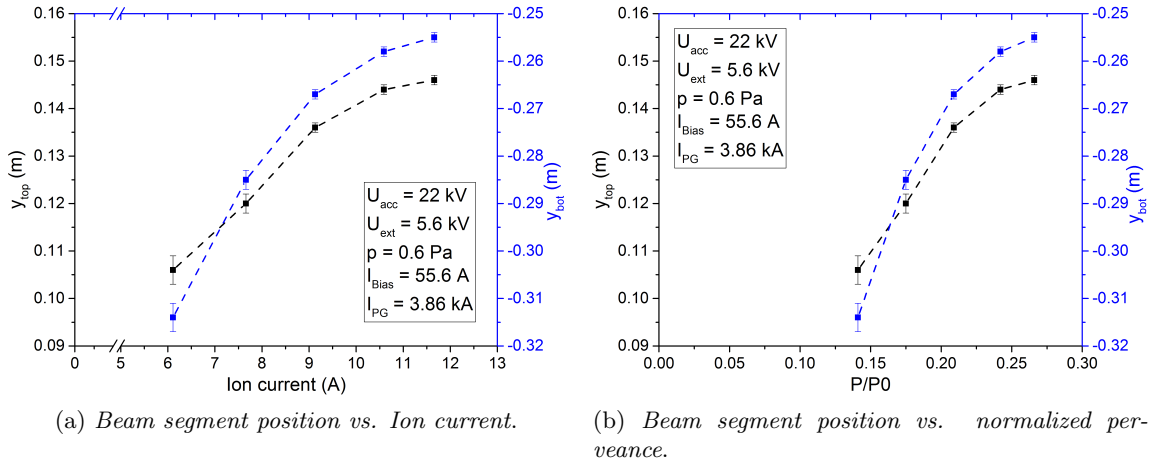 0.16
0.15
0.14
0.13
0.12
0.11
0.10
0.09
y_top (m)
0 5 6 7 8 9 10 11 12 13
Ion current (A)
-0.25
-0.26
-0.27
-0.28
-0.29
-0.30
-0.31
-0.32
y_bot (m)
U_acc = 22 kV
U_ext = 5.6 kV
p = 0.6 Pa
I_Bias = 55.6 A
I_PG = 3.86 kA
(a) Beam segment position vs. Ion current.
0.16
0.15
0.14
0.13
0.12
0.11
0.10
0.09
y_top (m)
0.00 0.05 0.10 0.15 0.20 0.25 0.30
P/P0
-0.25
-0.26
-0.27
-0.28
-0.29
-0.30
-0.31
-0.32
y_bot (m)
U_acc = 22 kV
U_ext = 5.6 kV
p = 0.6 Pa
I_Bias = 55.6 A
I_PG = 3.86 kA
(b) Beam segment position vs. normalized per-
veance.